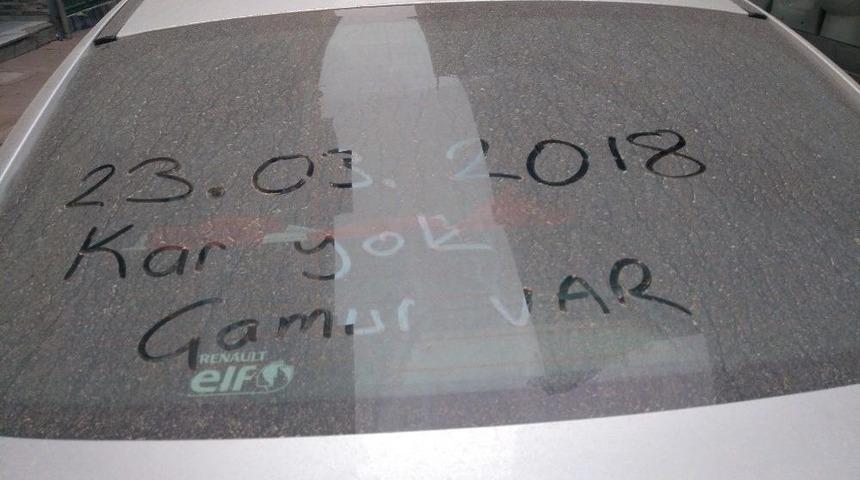 23.03.2018
Kar yok
Gamur VAR
RENAULT
elf